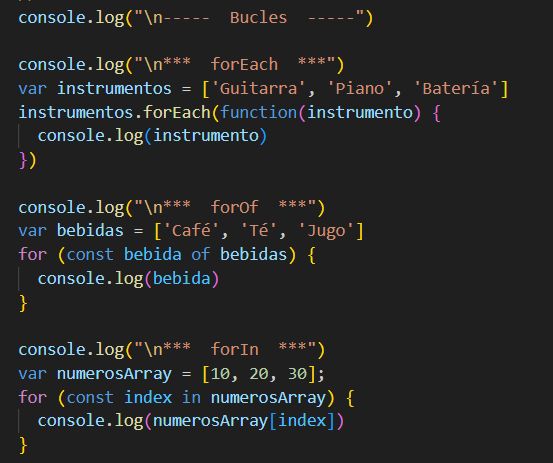 console.log("\n-----  Bucles  -----")
console.log("\n***  forEach  ***")
var instrumentos = ['Guitarra', 'Piano', 'Batería']
instrumentos.forEach(function(instrumento) {
  console.log(instrumento)
})
console.log("\n***  forOf  ***")
var bebidas = ['Café', 'Té', 'Jugo']
for (const bebida of bebidas) {
  console.log(bebida)
}
console.log("\n***  forIn  ***")
var numerosArray = [10, 20, 30];
for (const index in numerosArray) {
  console.log(numerosArray[index])
}